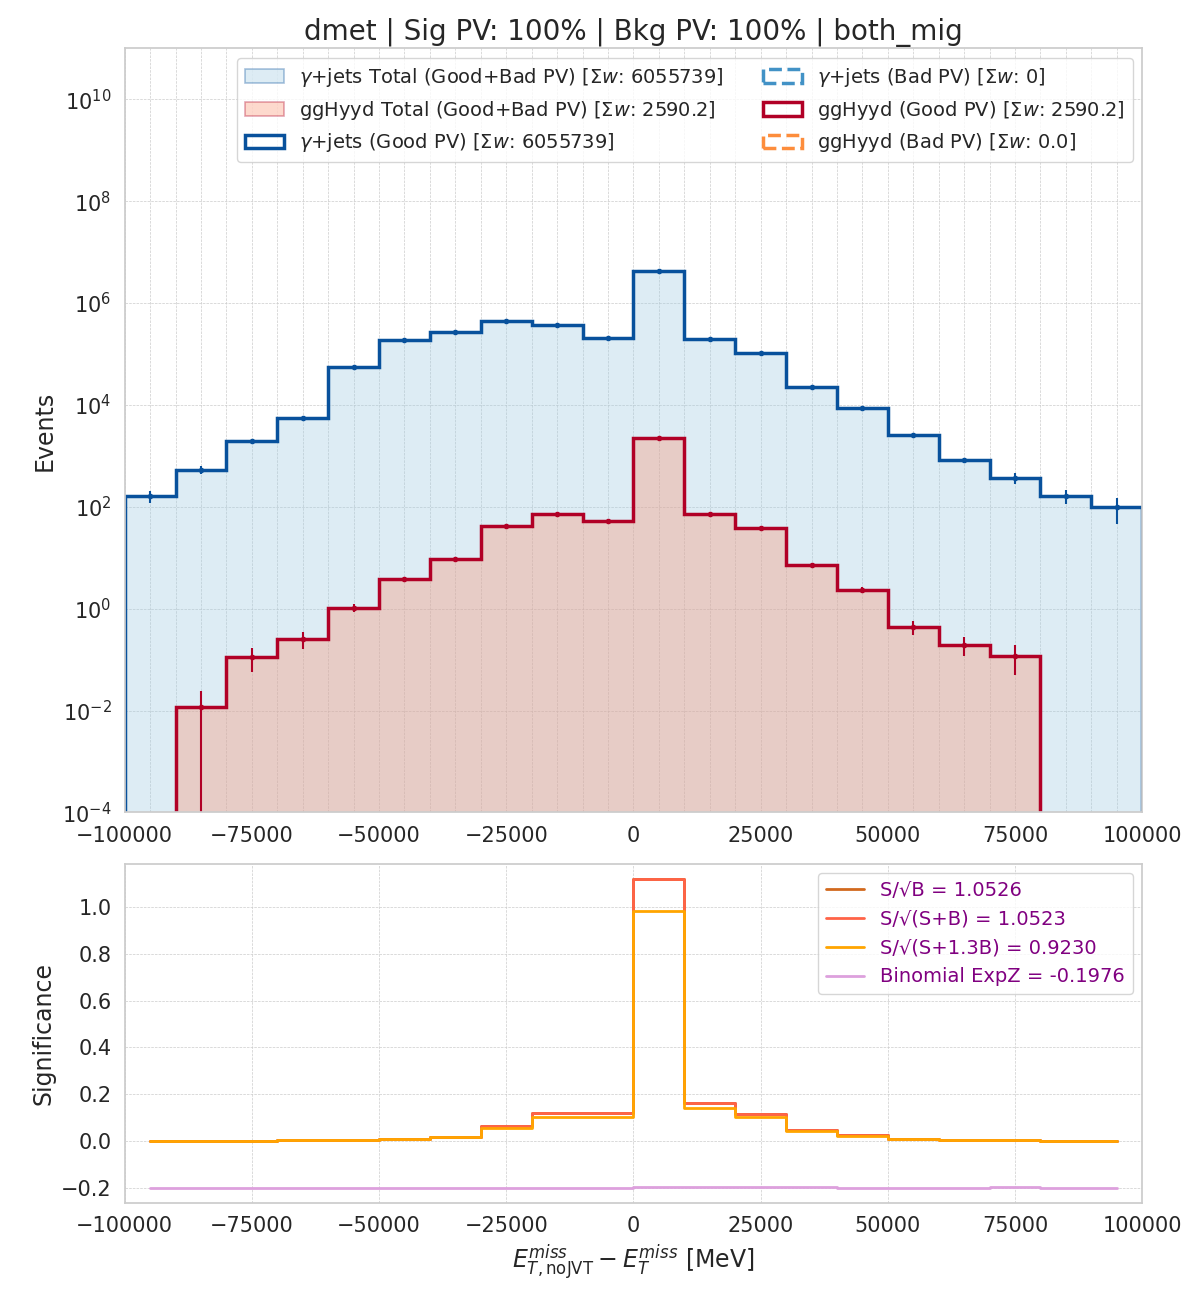 dmet | Sig PV: 100% | Bkg PV: 100% | both_mig
γ+jets Total (Good+Bad PV) [Σw: 6055739]
ggHyyd Total (Good+Bad PV) [Σw: 2590.2]
γ+jets (Good PV) [Σw: 6055739]
γ+jets (Bad PV) [Σw: 0]
ggHyyd (Good PV) [Σw: 2590.2]
ggHyyd (Bad PV) [Σw: 0.0]
Events
10^10
10^8
10^6
10^4
10^2
10^0
10^−2
10^−4
−100000 −75000 −50000 −25000 0 25000 50000 75000 100000
Significance
1.0
0.8
0.6
0.4
0.2
0.0
−0.2
S/√B = 1.0526
S/√(S+B) = 1.0523
S/√(S+1.3B) = 0.9230
Binomial ExpZ = -0.1976
−100000 −75000 −50000 −25000 0 25000 50000 75000 100000
E_{T,noJVT}^{miss} − E_T^{miss} [MeV]